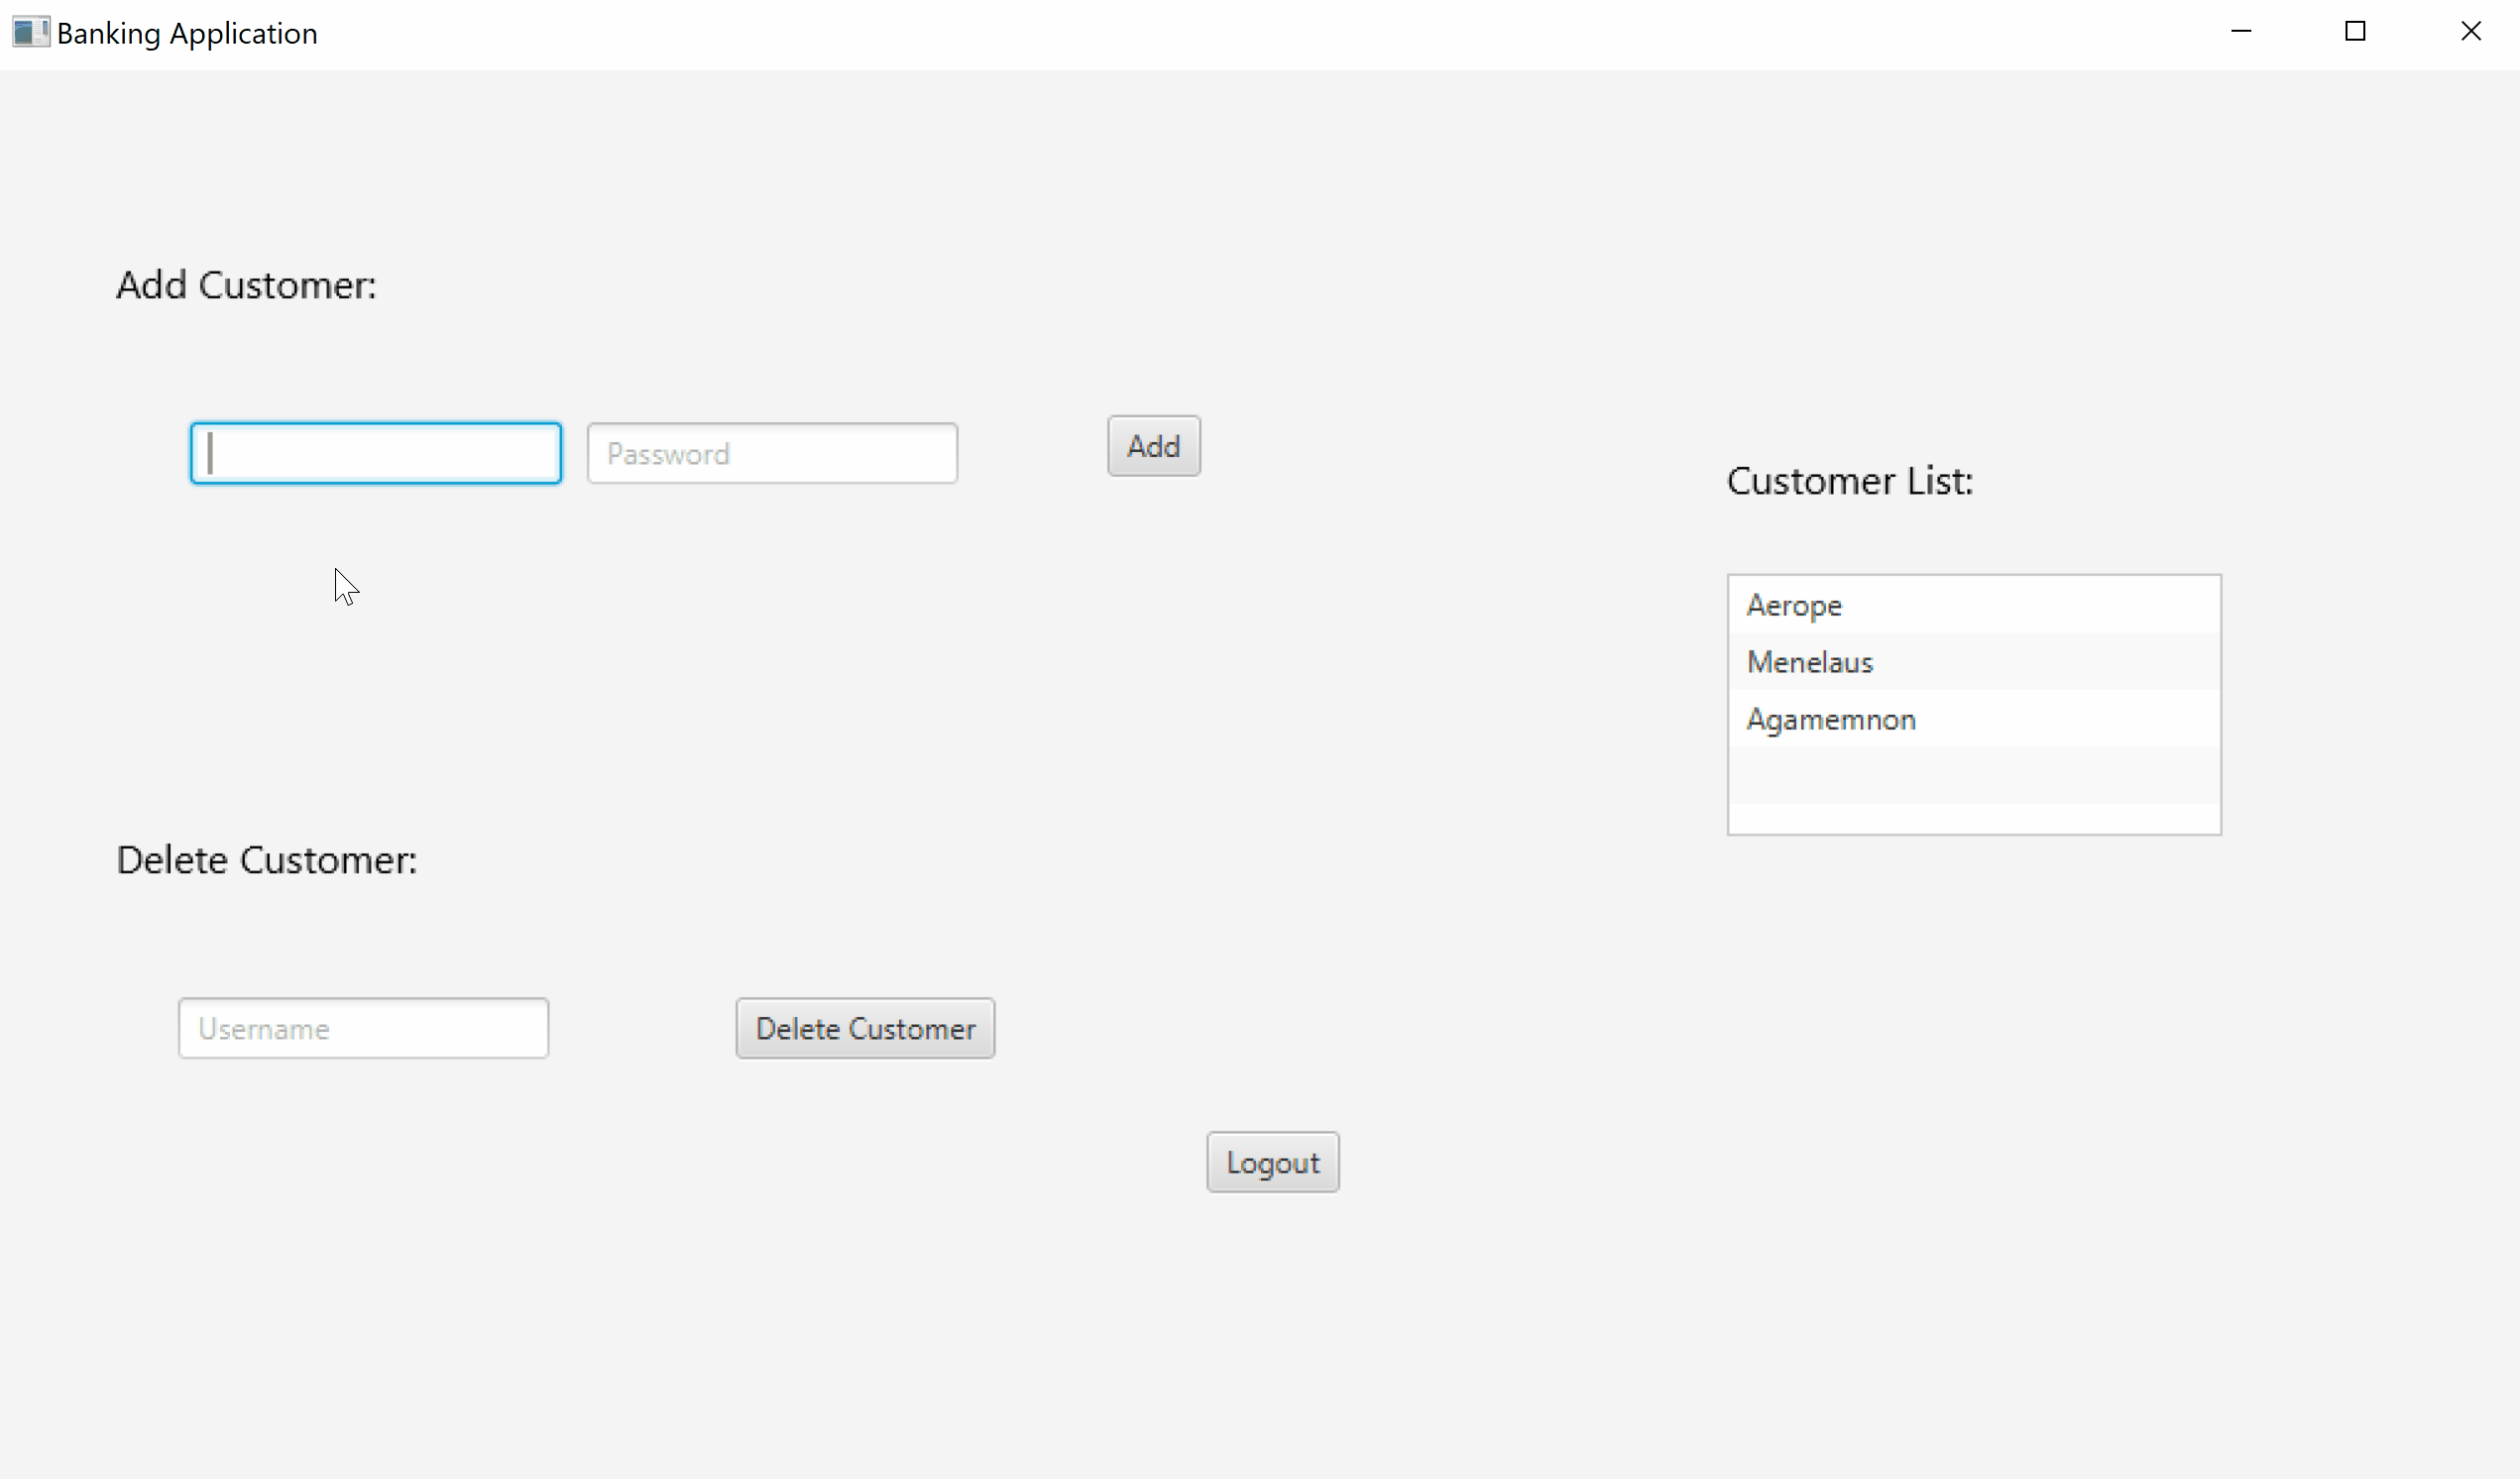 Banking Application
Add Customer:
Password
Add
Customer List:
Aerope
Menelaus
Agamemnon
Delete Customer:
Username
Delete Customer
Logout